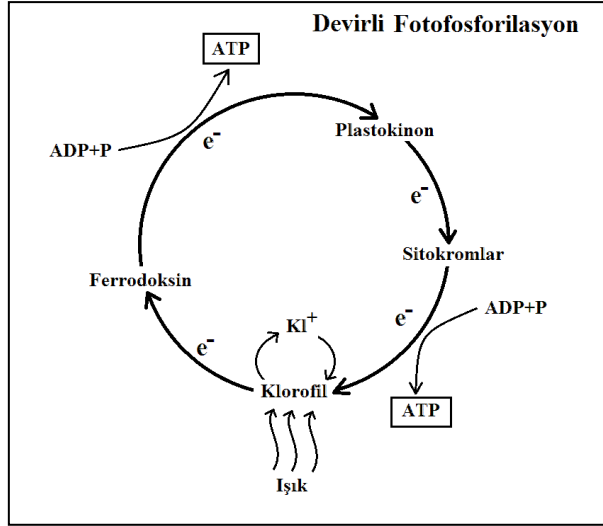 Devirli Fotofosforilasyon
ATP
ADP+P
e-
Plastokinon
e-
Sitokromlar
Ferrodoksin
ADP+P
e-
Kl+
e-
Klorofil
ATP
Işık